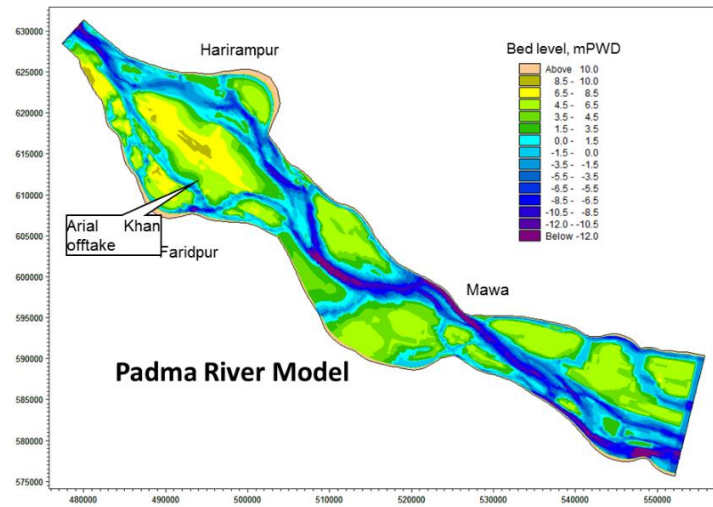 630000
625000
620000
615000
610000
605000
600000
595000
590000
585000
580000
575000
Harirampur
Bed level, mPWD
Above 10.0
8.5 - 10.0
6.5 - 8.5
4.5 - 6.5
3.5 - 4.5
1.5 - 3.5
0.0 - 1.5
-1.5 - 0.0
-3.5 - -1.5
-5.5 - -3.5
-6.5 - -5.5
-8.5 - -6.5
-10.5 - -8.5
-12.0 - -10.5
Below -12.0
Arial Khan
offtake
Faridpur
Mawa
Padma River Model
480000 490000 500000 510000 520000 530000 540000 550000